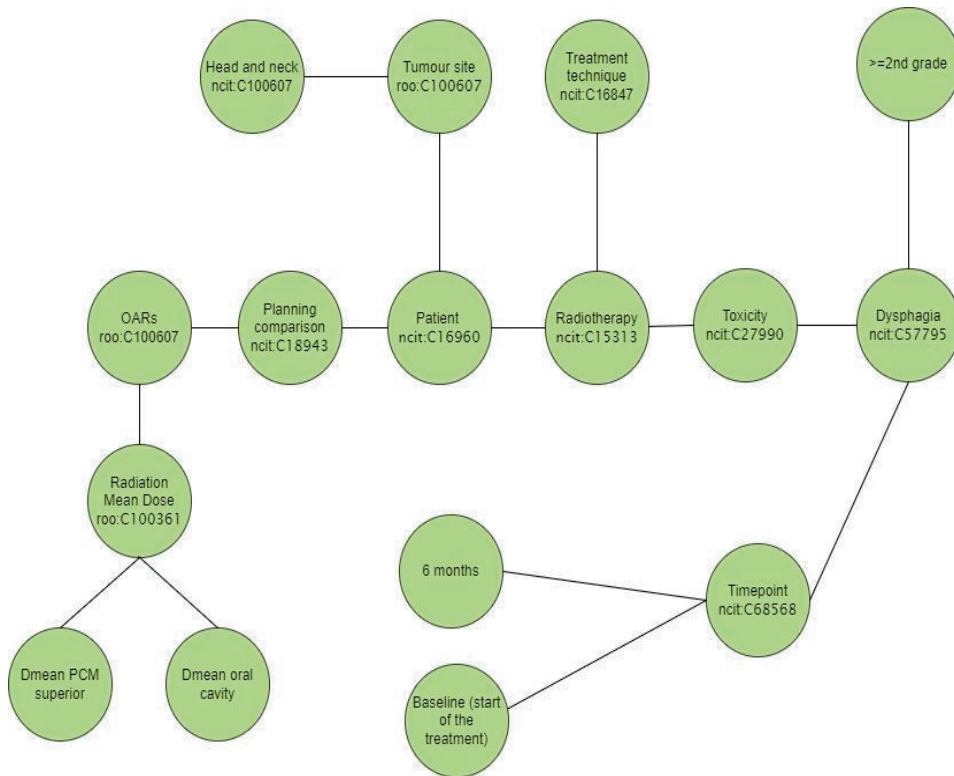 Head and neck
ncit:C100607
Tumour site
roo:C100607
Treatment
technique
ncit:C16847
>=2nd grade
OARs
roo:C100607
Planning
comparison
ncit:C18943
Patient
ncit:C16960
Radiotherapy
ncit:C15313
Toxicity
ncit:C27990
Dysphagia
ncit:C57795
Radiation
Mean Dose
roo:C100361
6 months
Timepoint
ncit:C68568
Dmean PCM
superior
Dmean oral
cavity
Baseline (start
of the
treatment)